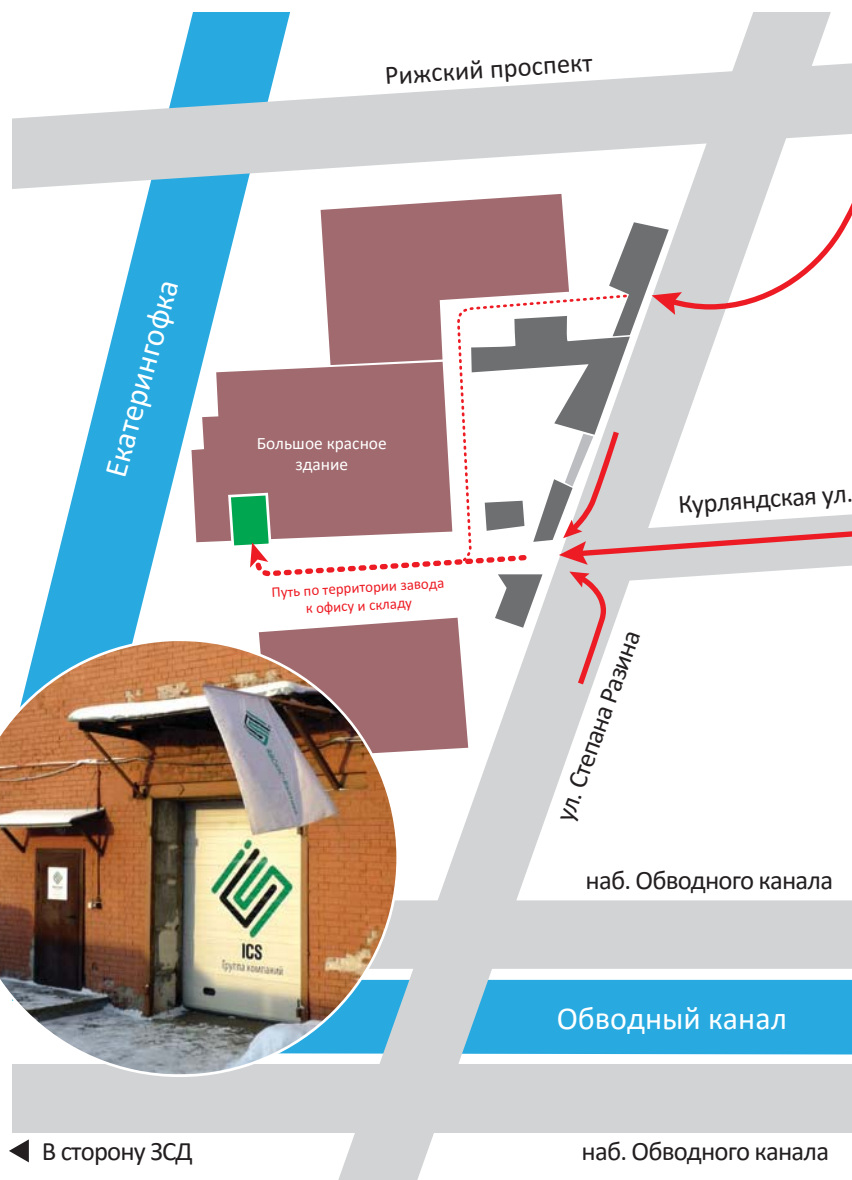 Рижский проспект
Екатерингофка
Большое красное
здание
Курляндская ул.
Путь по территории завода
к офису и складу
ул. Степана Разина
ICS
Группа компаний
наб. Обводного канала
Обводный канал
В сторону ЗСД
наб. Обводного канала